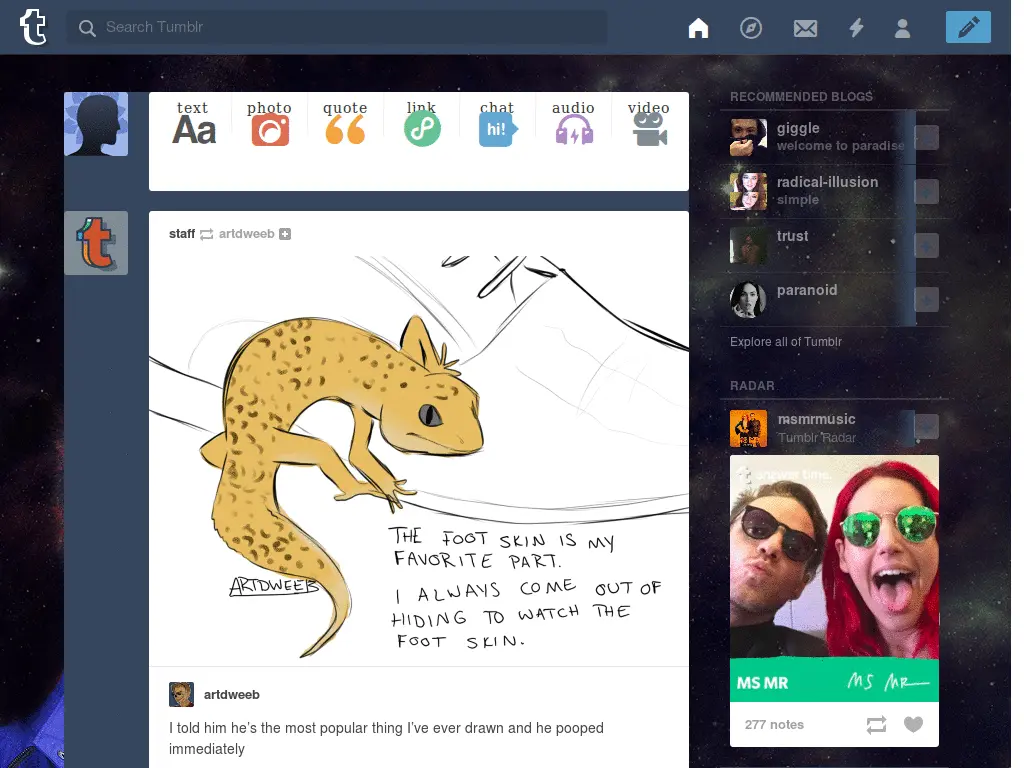 Search Tumblr
text photo quote link chat audio video
Aa hi!
staff artdweeb
THE FOOT SKIN IS MY
FAVORITE PART.
I ALWAYS COME OUT OF
HIDING TO WATCH THE
FOOT SKIN.
ARTDWEEB
artdweeb
I told him he's the most popular thing I've ever drawn and he pooped
immediately
RECOMMENDED BLOGS
giggle
welcome to paradise
radical-illusion
simple
trust
paranoid
Explore all of Tumblr
RADAR
msmrmusic
Tumblr Radar
answer time.
MS MR MS MR
277 notes